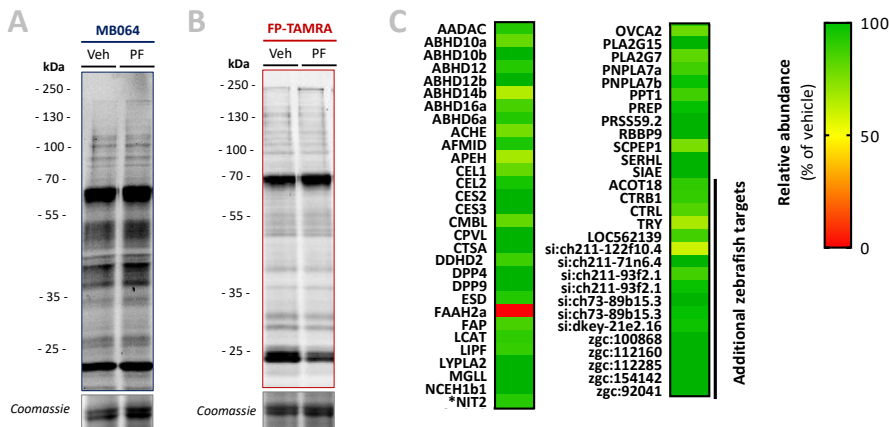 A
MB064
Veh PF
kDa
- 250 -
- 130 -
- 100 -
- 70 -
55 -
- 35 -
- 25 -
Coomassie
B
FP-TAMRA
Veh PF
kDa
- 250 -
- 130 -
- 100 -
- 70 -
55 -
- 35 -
- 25 -
Coomassie
C
AADAC
ABHD10a
ABHD10b
ABHD12
ABHD12b
ABHD14b
ABHD16a
ABHD6a
ACHE
AFMID
APEH
CEL1
CEL2
CES2
CES3
CMBL
CPVL
CTSA
DDHD2
DPP4
DPP9
ESD
FAAH2a
FAP
LCAT
LIPF
LYPLA2
MGLL
NCEH1b1
*NIT2
OVCA2
PLA2G15
PLA2G7
PNPLA7a
PNPLA7b
PPT1
PREP
PRSS59.2
RBBP9
SCPEP1
SERHL
SIAE
ACOT18
CTRB1
CTRL
TRY
LOC562139
si:ch211-122f10.4
si:ch211-71n6.4
si:ch211-93f2.1
si:ch211-93f2.1
si:ch73-89b15.3
si:ch73-89b15.3
si:dkey-21e2.16
zgc:100868
zgc:112160
zgc:112285
zgc:154142
zgc:92041
Additional zebrafish targets
Relative abundance
(% of vehicle)
100
50
0